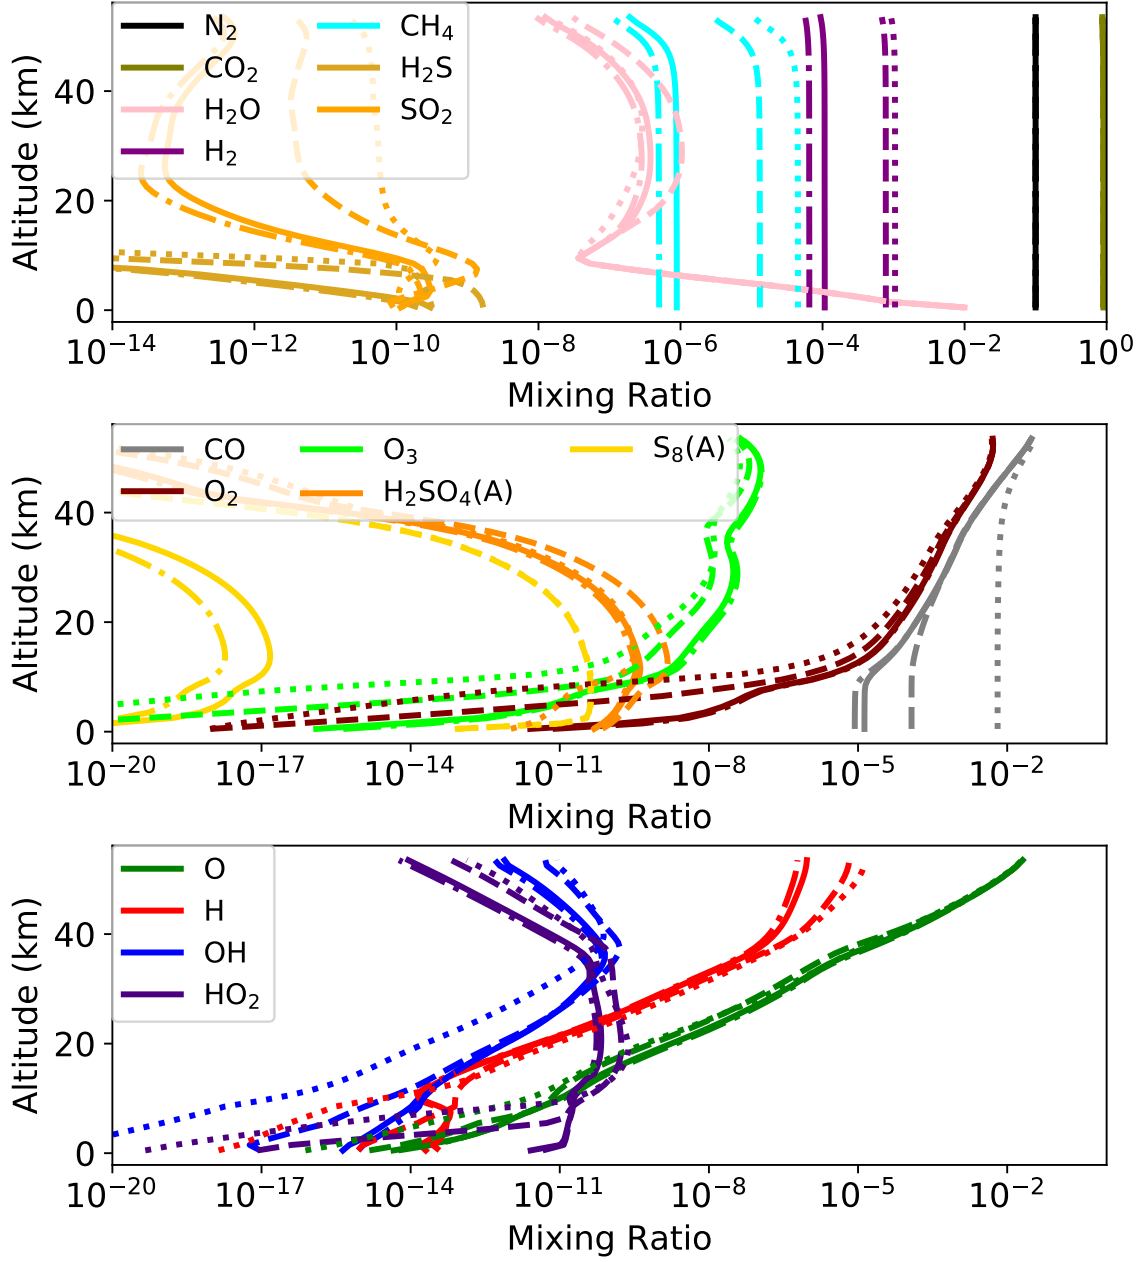 N₂ CH₄
CO₂ H₂S
H₂O SO₂
H₂
Altitude (km)
40
20
0
10⁻¹⁴ 10⁻¹² 10⁻¹⁰ 10⁻⁸ 10⁻⁶ 10⁻⁴ 10⁻² 10⁰
Mixing Ratio
CO O₃ S₈(A)
O₂ H₂SO₄(A)
Altitude (km)
40
20
0
10⁻²⁰ 10⁻¹⁷ 10⁻¹⁴ 10⁻¹¹ 10⁻⁸ 10⁻⁵ 10⁻²
Mixing Ratio
O
H
OH
HO₂
Altitude (km)
40
20
0
10⁻²⁰ 10⁻¹⁷ 10⁻¹⁴ 10⁻¹¹ 10⁻⁸ 10⁻⁵ 10⁻²
Mixing Ratio